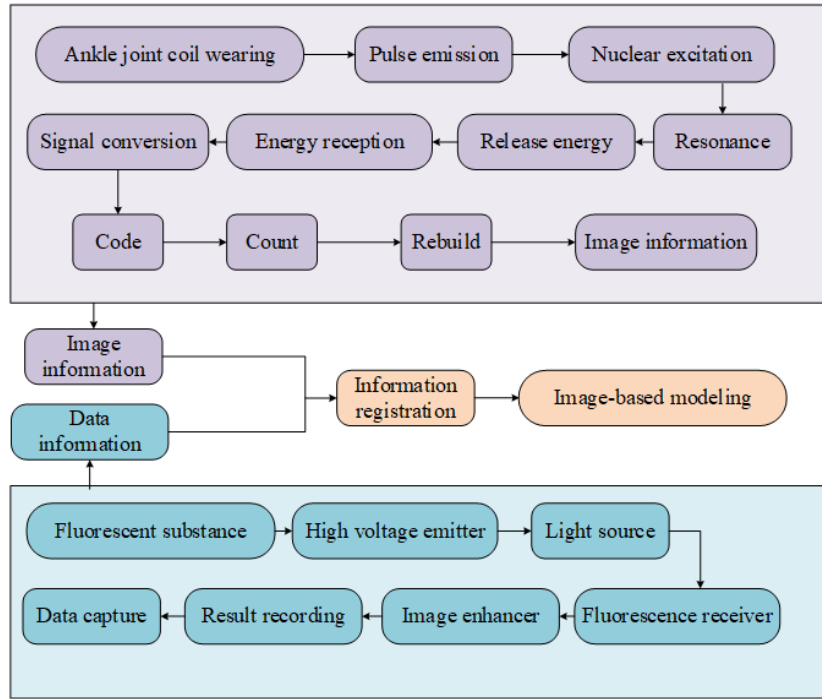 Ankle joint coil wearing
Pulse emission
Nuclear excitation
Signal conversion
Energy reception
Release energy
Resonance
Code
Count
Rebuild
Image information
Image
information
Data
information
Information
registration
Image-based modeling
Fluorescent substance
High voltage emitter
Light source
Data capture
Result recording
Image enhancer
Fluorescence receiver